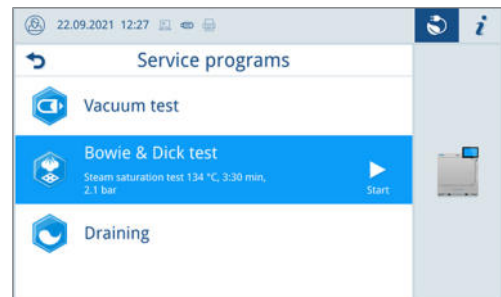 22.09.2021 12:27
i
Service programs
Vacuum test
Bowie & Dick test
Steam saturation test 134 °C, 3:30 min,
2.1 bar
Start
Draining